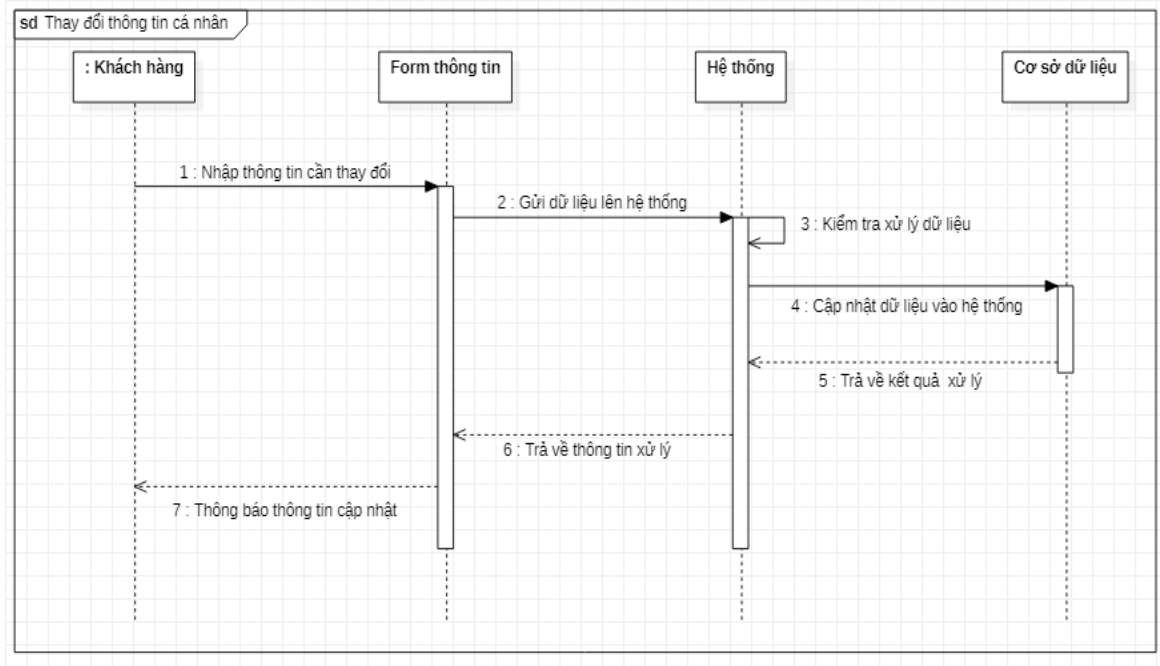 sd Thay đổi thông tin cá nhân
: Khách hàng
Form thông tin
Hệ thống
Cơ sở dữ liệu
1 : Nhập thông tin cần thay đổi
2 : Gửi dữ liệu lên hệ thống
3 : Kiểm tra xử lý dữ liệu
4 : Cập nhật dữ liệu vào hệ thống
5 : Trả về kết quả xử lý
6 : Trả về thông tin xử lý
7 : Thông báo thông tin cập nhật